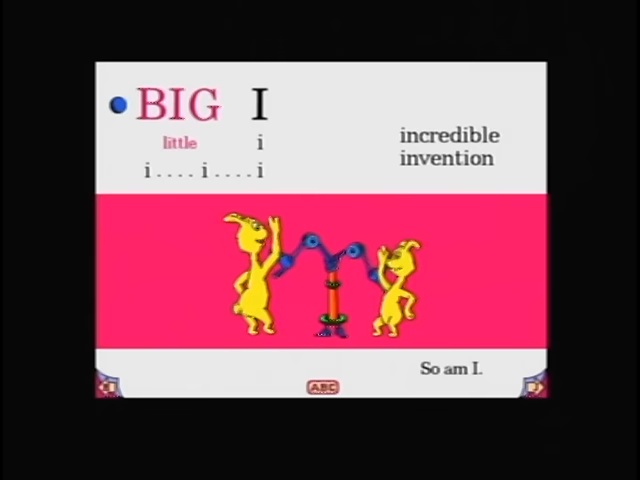 BIG I
little i
i....i....i
incredible
invention
So am I.
ABC